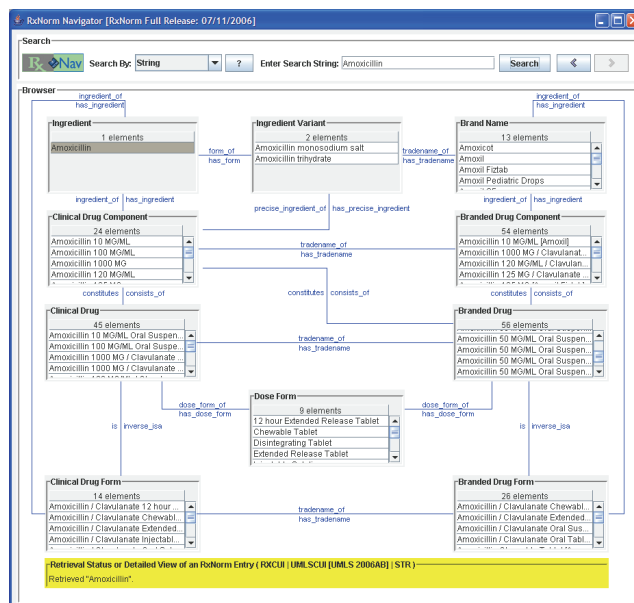 RxNorm Navigator [RxNorm Full Release: 07/11/2006]
Search
Rx Nav Search By: String ? Enter Search String: Amoxicillin Search
Browser
ingredient_of
has_ingredient
ingredient_of
has_ingredient
Ingredient
1 elements
Amoxicillin
form_of
has_form
Ingredient Variant
2 elements
Amoxicillin monosodium salt
Amoxicillin trihydrate
tradename_of
has_tradename
Brand Name
13 elements
Amoxicot
Amoxil
Amoxil Fiztab
Amoxil Pediatric Drops
ingredient_of has_ingredient
precise_ingredient_of has_precise_ingredient
ingredient_of has_ingredient
Clinical Drug Component
24 elements
Amoxicillin 10 MG/ML
Amoxicillin 100 MG/ML
Amoxicillin 1000 MG
Amoxicillin 120 MG/ML
tradename_of
has_tradename
Branded Drug Component
54 elements
Amoxicillin 10 MG/ML [Amoxil]
Amoxicillin 1000 MG / Clavulanat...
Amoxicillin 120 MG/ML / Clavulan...
Amoxicillin 125 MG / Clavulanate ...
constitutes consists_of
constitutes consists_of
constitutes consists_of
Clinical Drug
45 elements
Amoxicillin 10 MG/ML Oral Suspen...
Amoxicillin 100 MG/ML Oral Suspe...
Amoxicillin 1000 MG / Clavulanate ...
tradename_of
has_tradename
Branded Drug
56 elements
Amoxicillin 50 MG/ML Oral Suspen...
Amoxicillin 50 MG/ML Oral Suspen...
Amoxicillin 50 MG/ML Oral Suspen...
Amoxicillin 50 MG/ML Oral Suspen...
dose_form_of
has_dose_form
Dose Form
9 elements
12 hour Extended Release Tablet
Chewable Tablet
Disintegrating Tablet
Extended Release Tablet
dose_form_of
has_dose_form
is inverse_isa
is inverse_isa
Clinical Drug Form
14 elements
Amoxicillin / Clavulanate 12 hour ...
Amoxicillin / Clavulanate Chewabl...
Amoxicillin / Clavulanate Extended...
Amoxicillin / Clavulanate Injectabl...
tradename_of
has_tradename
Branded Drug Form
26 elements
Amoxicillin / Clavulanate Chewabl...
Amoxicillin / Clavulanate Extended...
Amoxicillin / Clavulanate Oral Sus...
Amoxicillin / Clavulanate Oral Tabl...
Retrieval Status or Detailed View of an RxNorm Entry ( RXCUI | UMLSCUI [UMLS 2006AB] | STR )
Retrieved "Amoxicillin".